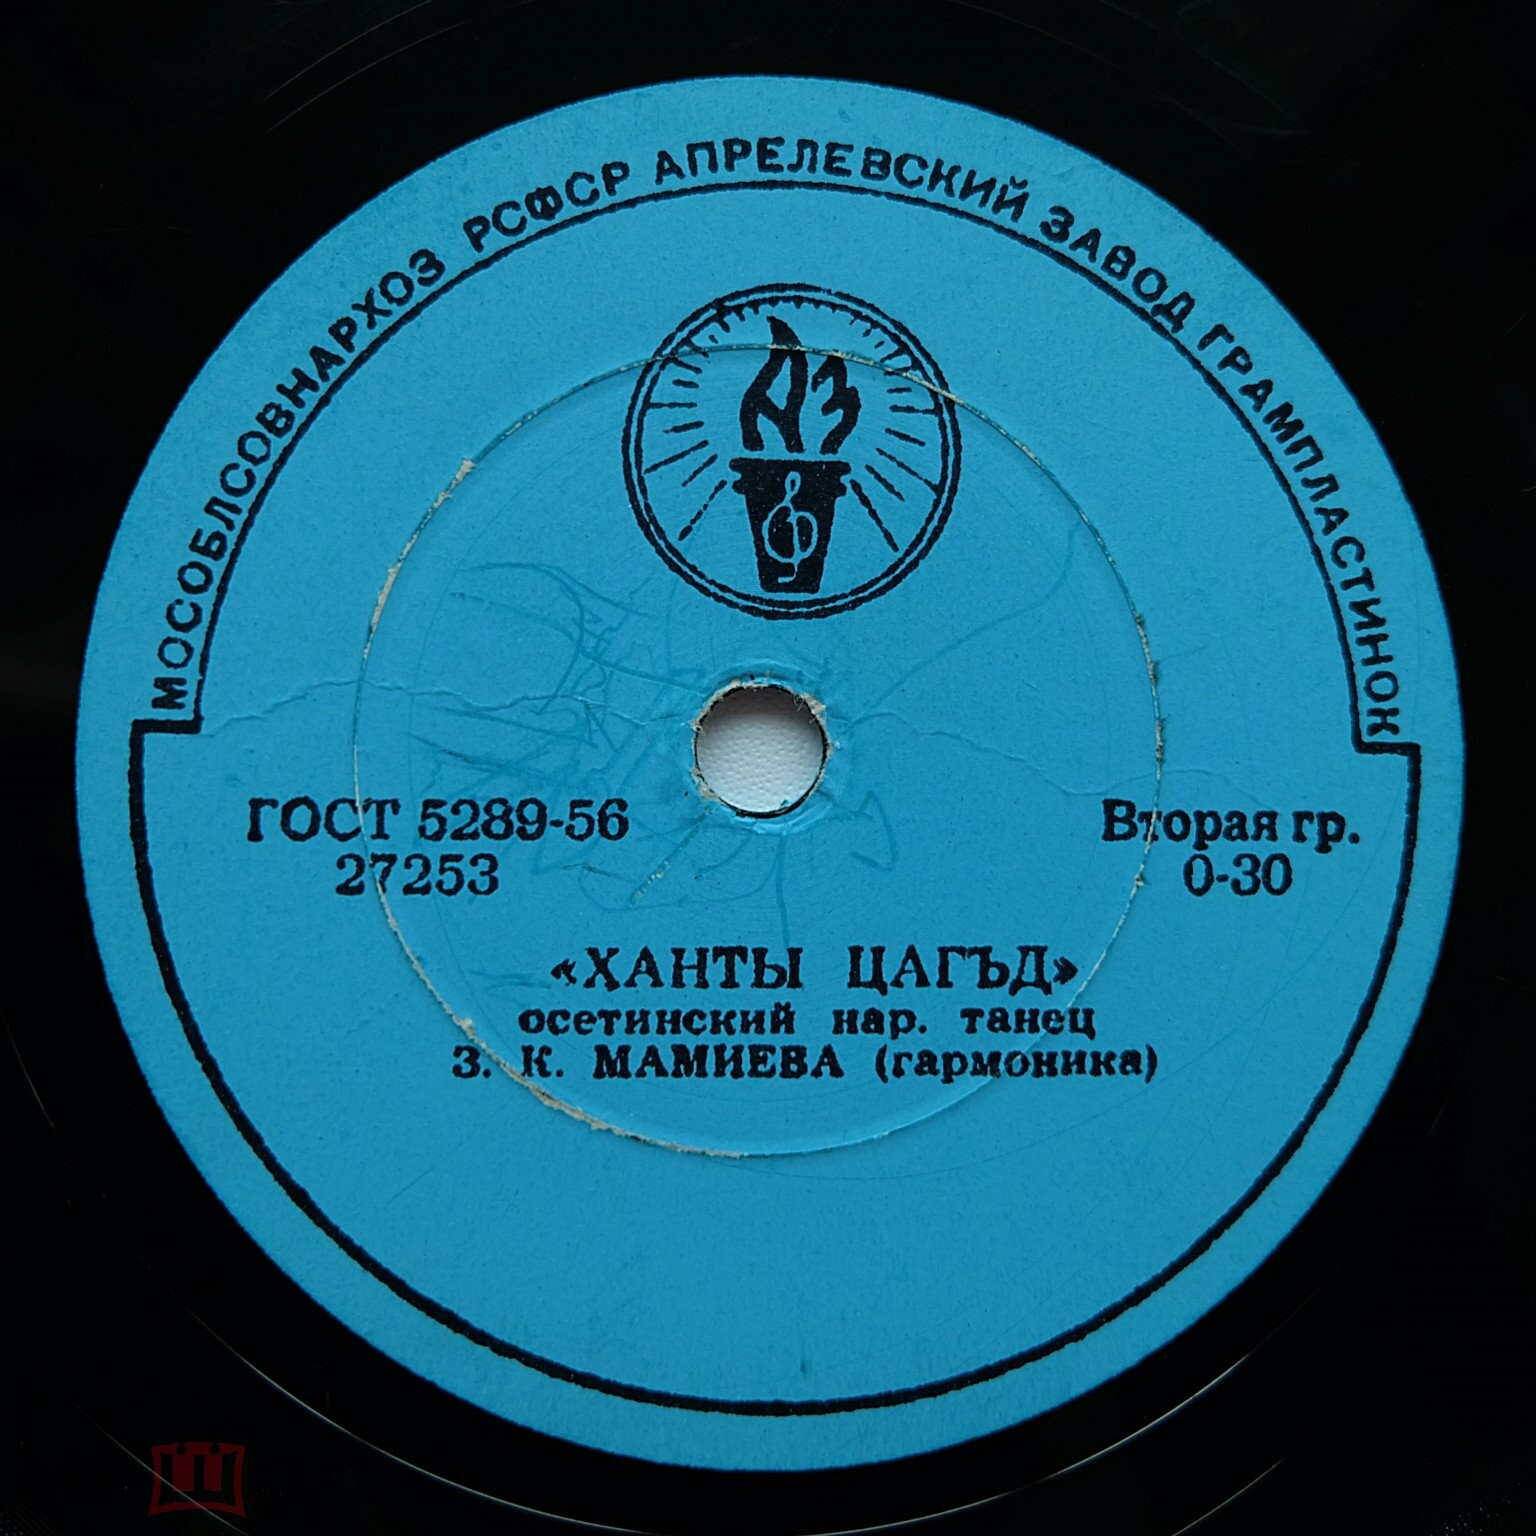 МОСОБЛСОВНАРХОЗ РСФСР АПРЕЛЕВСКИЙ ЗАВОД ГРАМПЛАСТИНОК
АЗ
ГОСТ 5289-56
27253
Вторая гр.
0-30
«ХАНТЫ ЦАГЪД»
осетинский нар. танец
З. К. МАМИЕВА (гармоника)